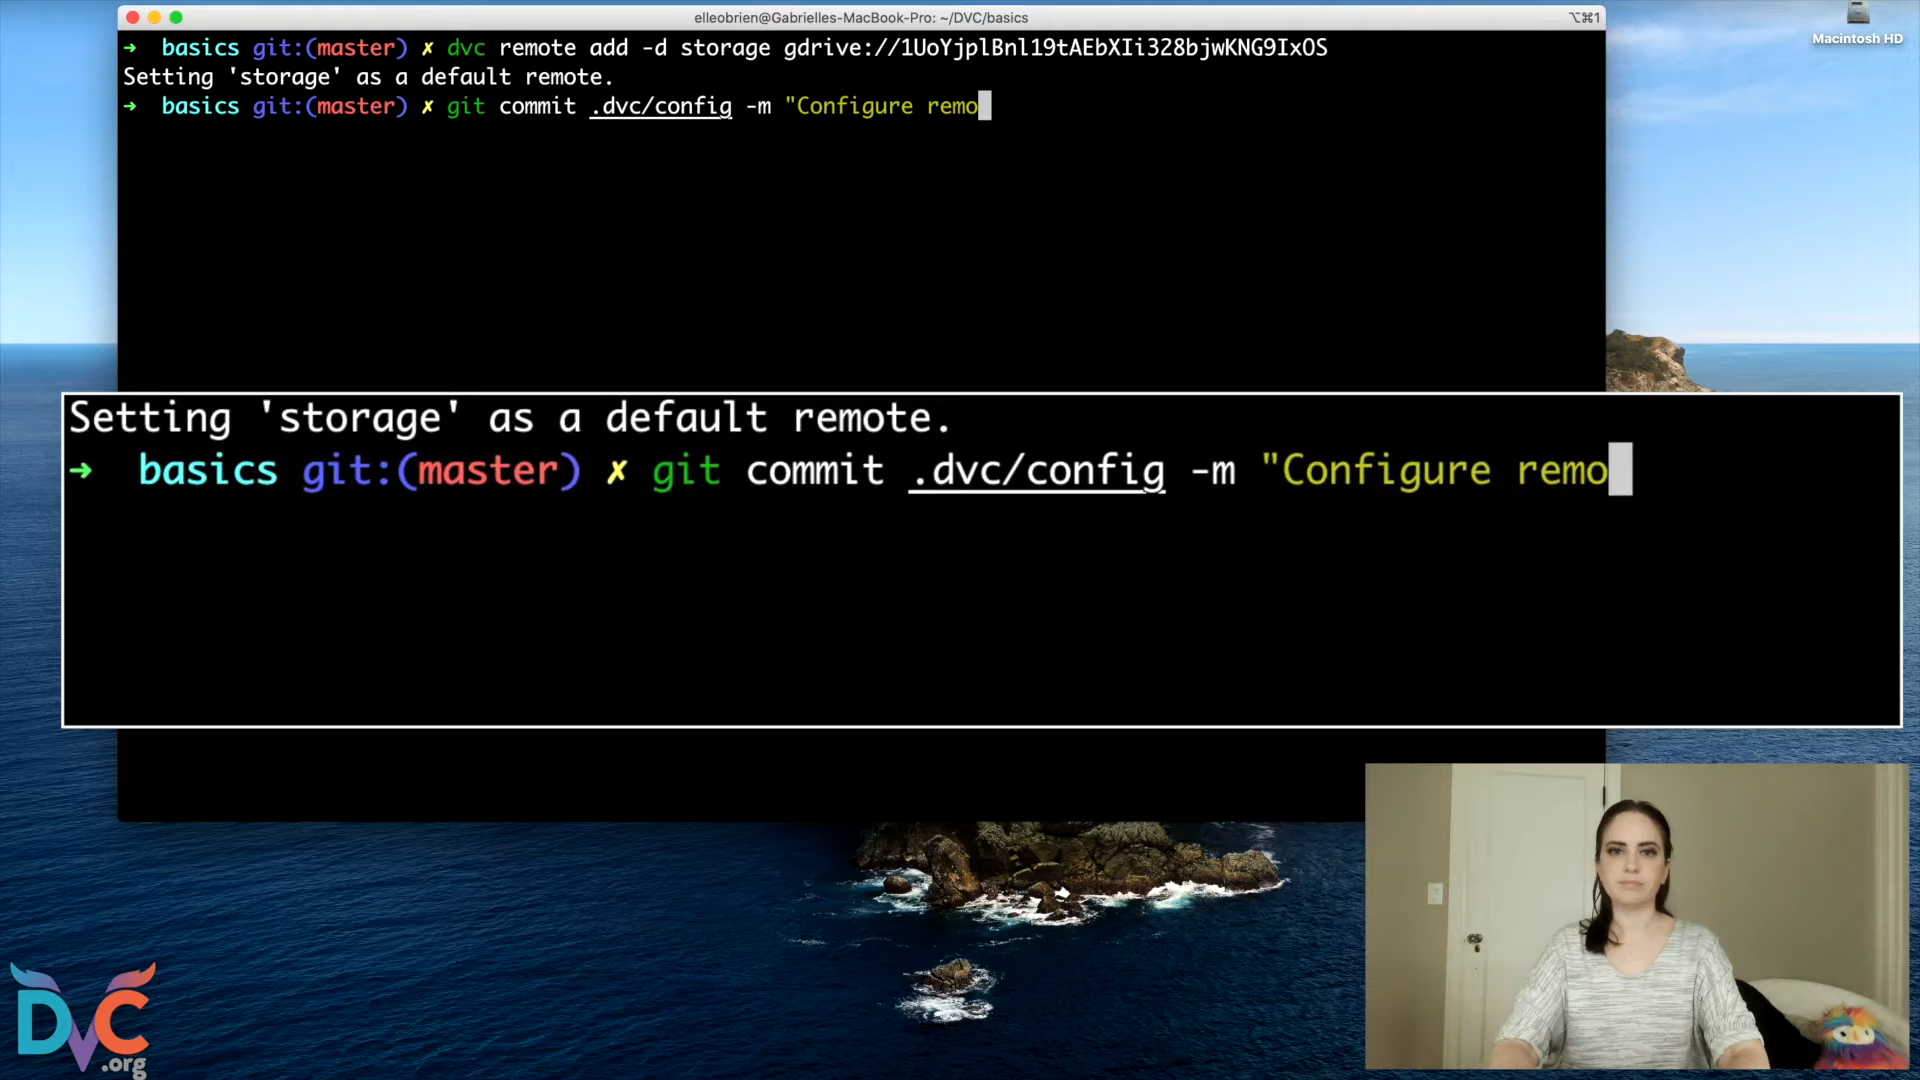 elleobrien@Gabrielles-MacBook-Pro: ~/DVC/basics
⌥⌘1
Macintosh HD
➜ basics git:(master) ✗ dvc remote add -d storage gdrive://1UoYjplBnl19tAEbXIi328bjwKNG9IxOS
Setting 'storage' as a default remote.
➜ basics git:(master) ✗ git commit .dvc/config -m "Configure remo
Setting 'storage' as a default remote.
➜ basics git:(master) ✗ git commit .dvc/config -m "Configure remo
DVC
.org